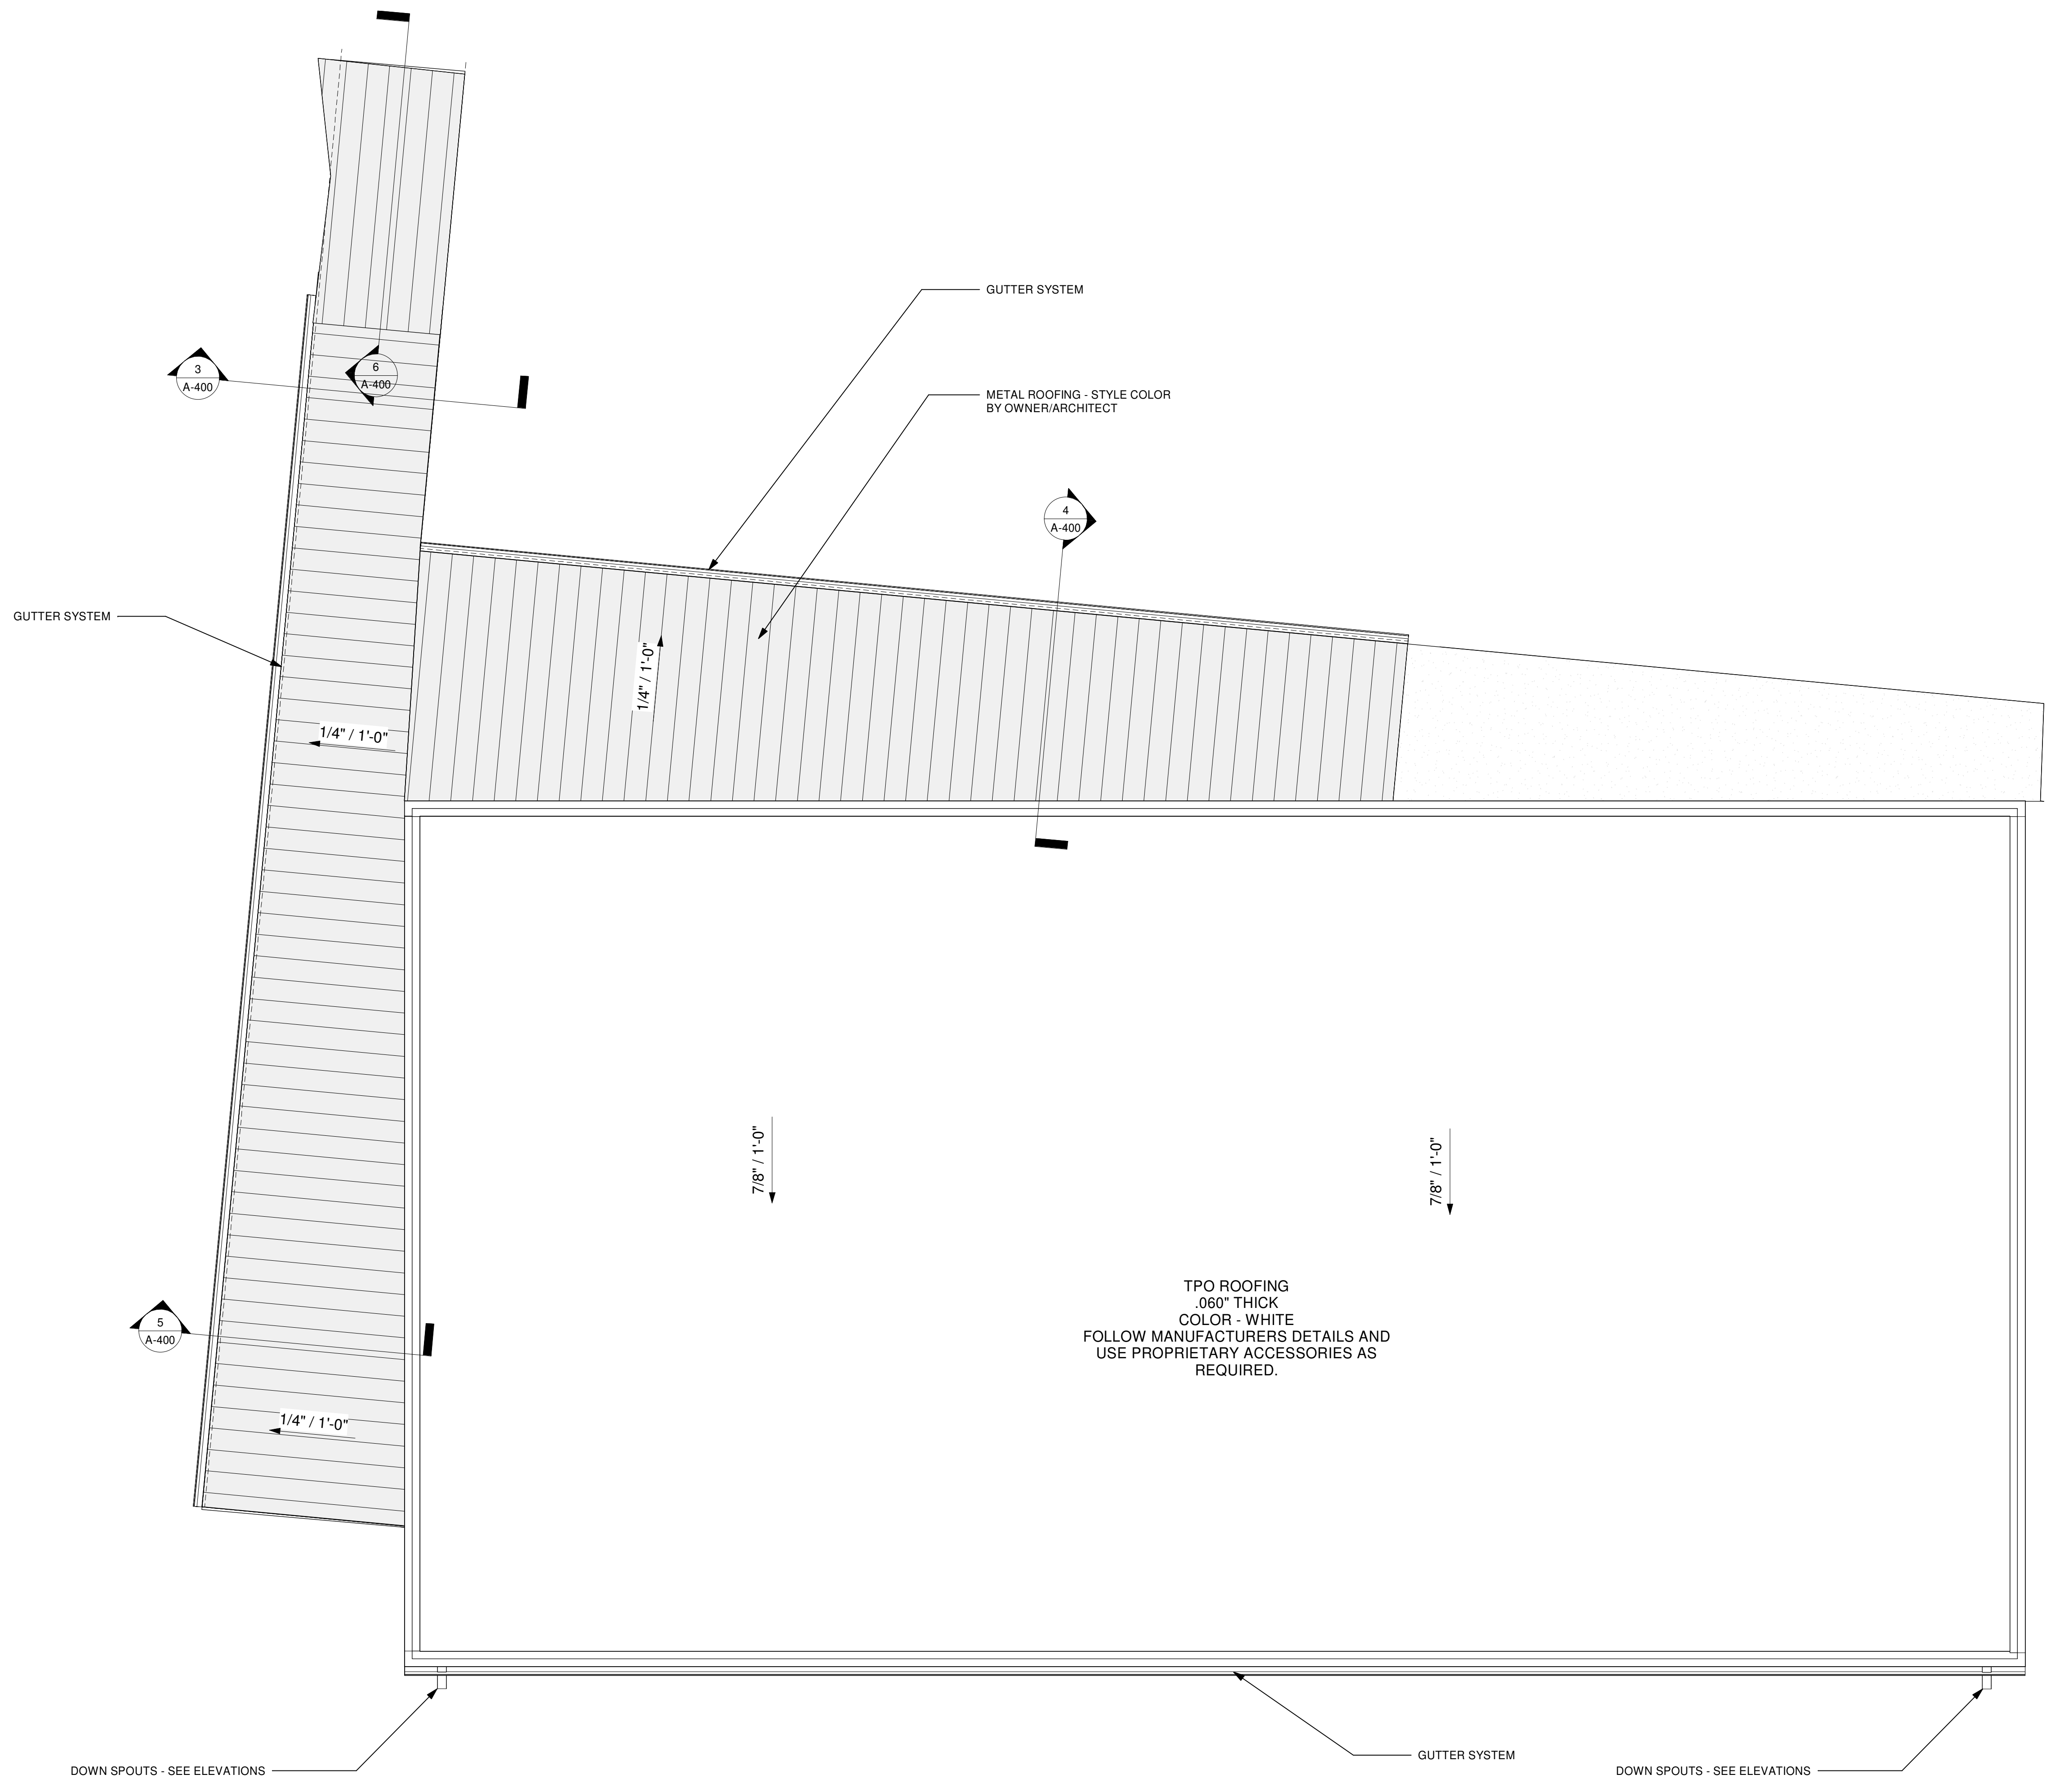 GUTTER SYSTEM
3
A-400
6
A-400
METAL ROOFING - STYLE COLOR
BY OWNER/ARCHITECT
4
A-400
GUTTER SYSTEM
1/4" / 1'-0"
1/4" / 1'-0"
7/8" / 1'-0"
7/8" / 1'-0"
TPO ROOFING
.060" THICK
COLOR - WHITE
FOLLOW MANUFACTURERS DETAILS AND
USE PROPRIETARY ACCESSORIES AS
REQUIRED.
5
A-400
1/4" / 1'-0"
GUTTER SYSTEM
DOWN SPOUTS - SEE ELEVATIONS
DOWN SPOUTS - SEE ELEVATIONS